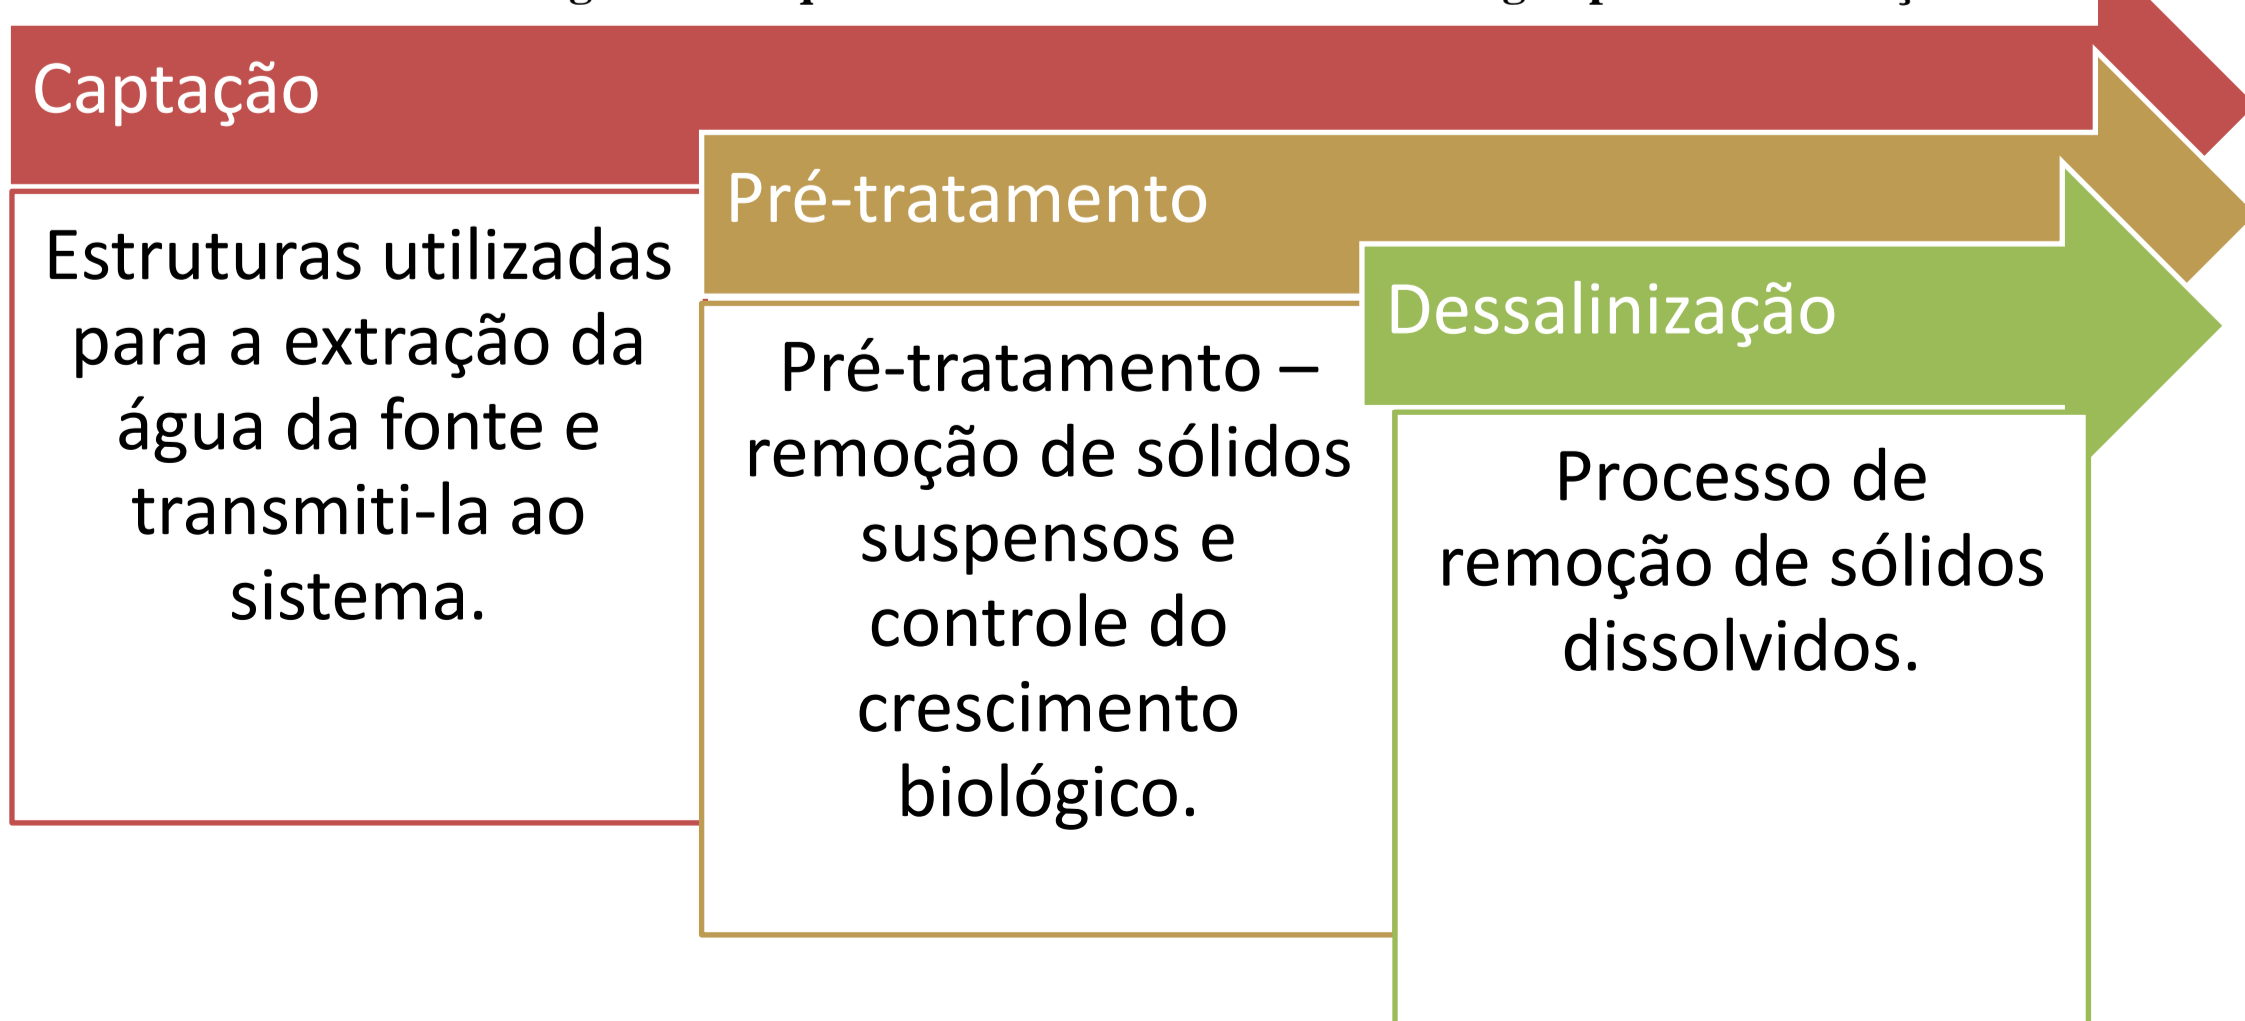 Captação
Estruturas utilizadas
para a extração da
água da fonte e
transmiti-la ao
sistema.
Pré-tratamento
Pré-tratamento –
remoção de sólidos
suspensos e
controle do
crescimento
biológico.
Dessalinização
Processo de
remoção de sólidos
dissolvidos.